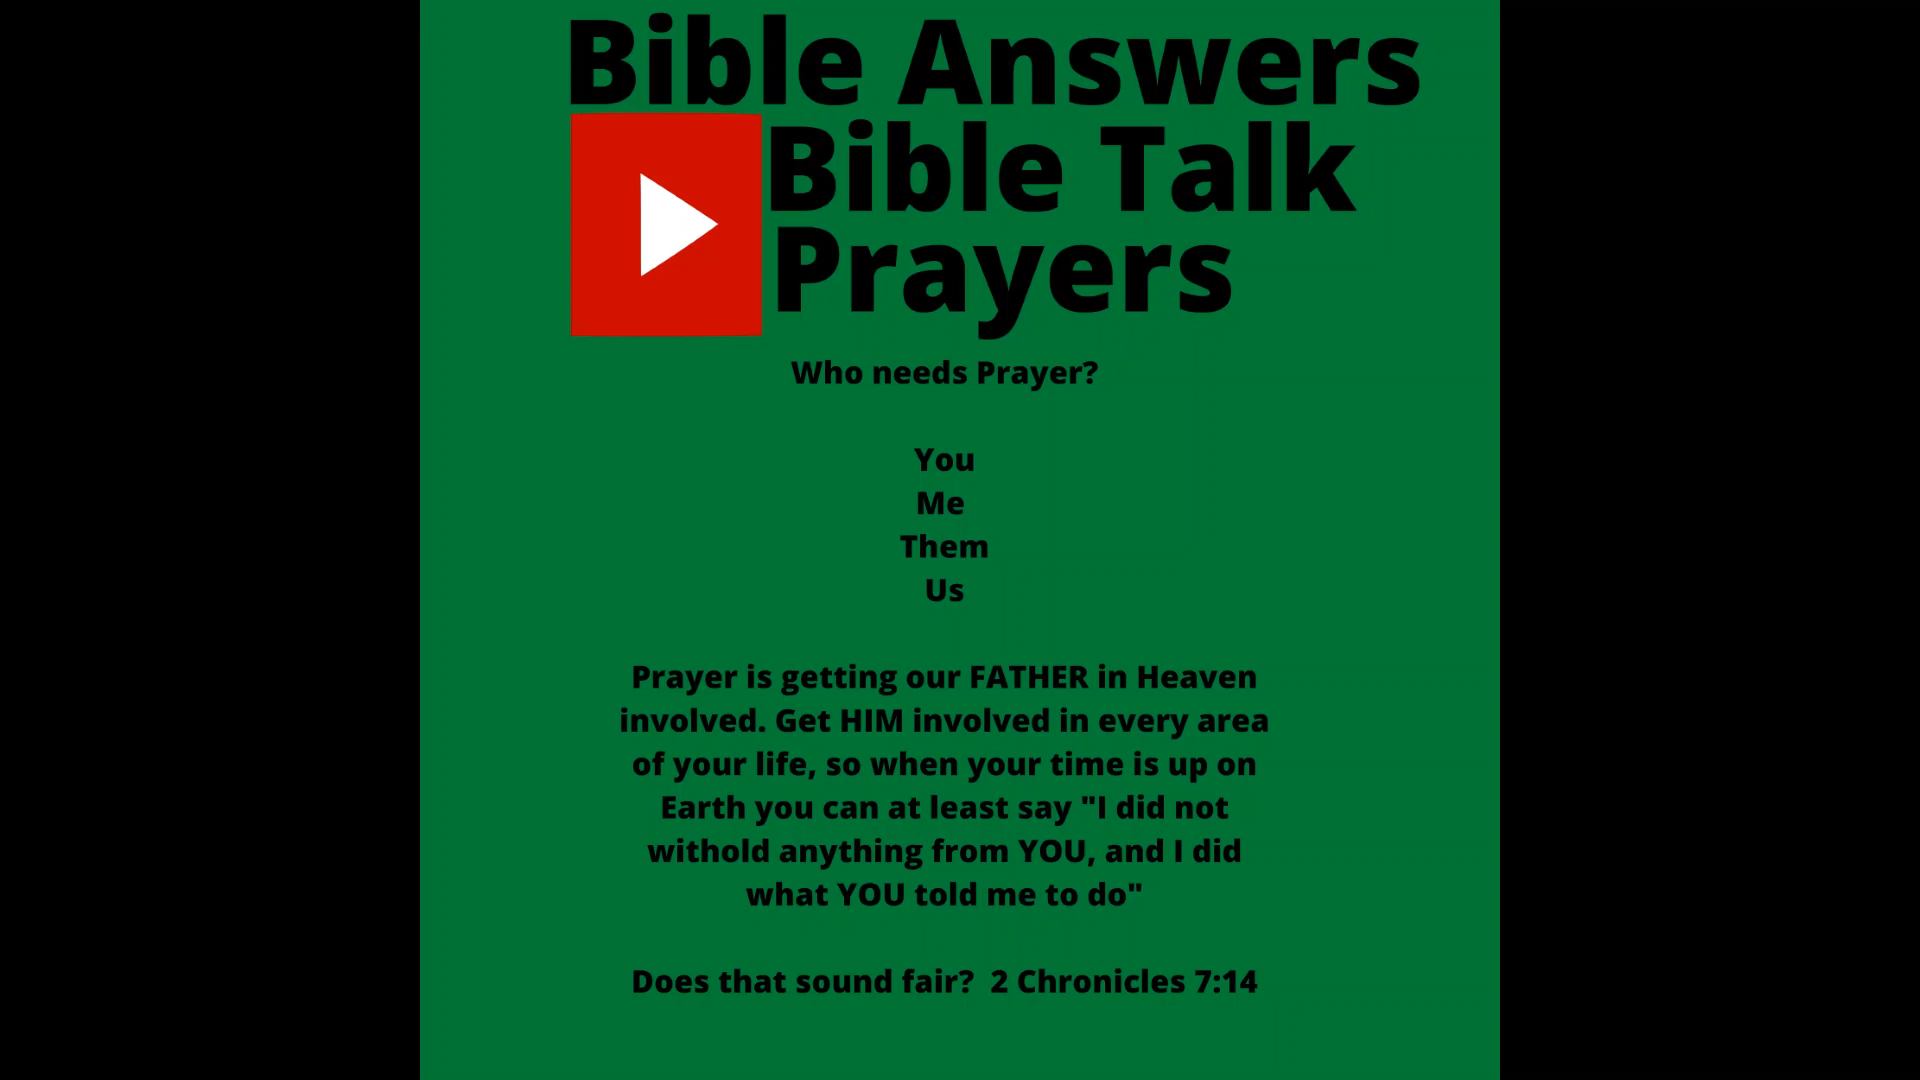 Bible Answers
Bible Talk
Prayers
Who needs Prayer?
You
Me
Them
Us
Prayer is getting our FATHER in Heaven
involved. Get HIM involved in every area
of your life, so when your time is up on
Earth you can at least say "I did not
withold anything from YOU, and I did
what YOU told me to do"
Does that sound fair?  2 Chronicles 7:14